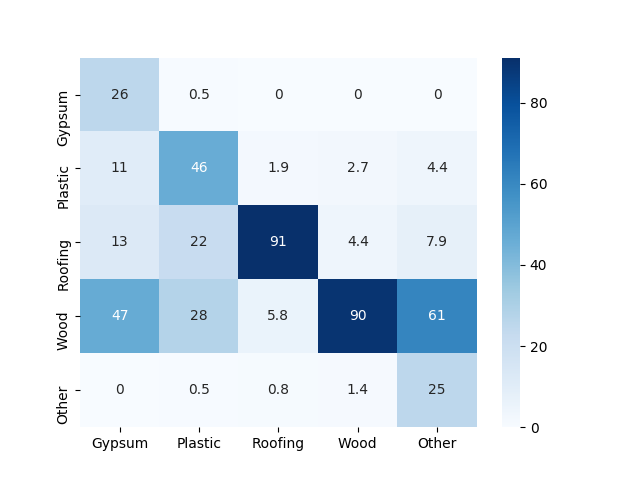 Gypsum 26 0.5 0 0 0
Plastic 11 46 1.9 2.7 4.4
Roofing 13 22 91 4.4 7.9
Wood 47 28 5.8 90 61
Other 0 0.5 0.8 1.4 25
Gypsum Plastic Roofing Wood Other
80
60
40
20
0